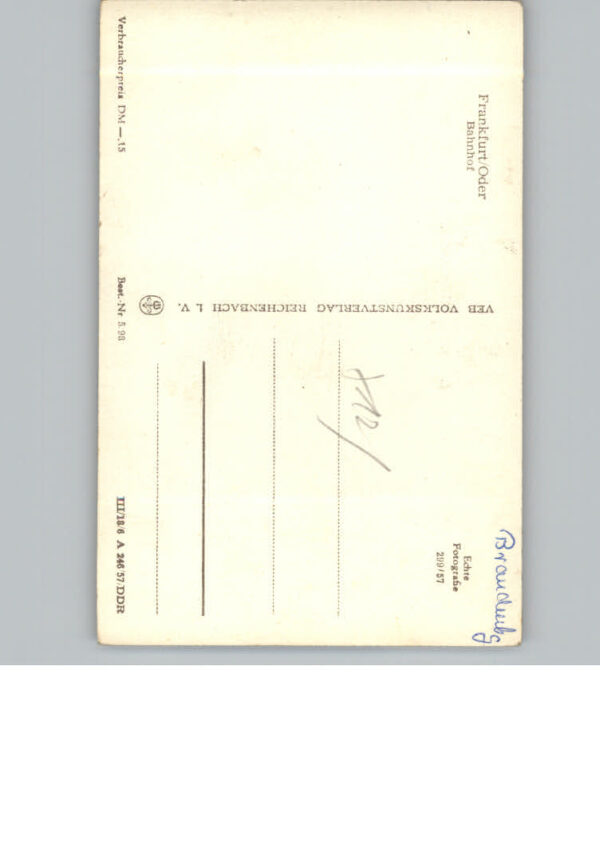 Frankfurt/Oder
Bahnhof
VEB VOLKSKUNSTVERLAG REICHENBACH I. V.
Brandenbg
Echte
Fotografie
299/57
Verbraucherpreis DM —.15
Best.-Nr 5/98
III/18/6 A 246/57/DDR